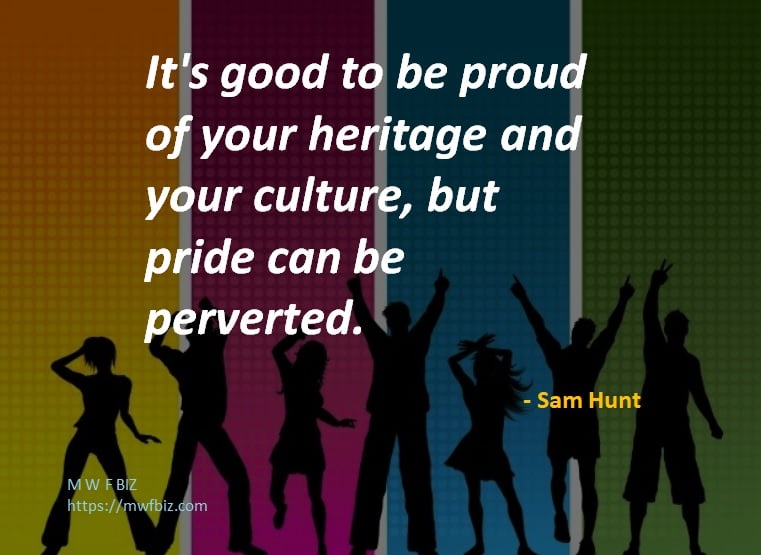 It's good to be proud
of your heritage and
your culture, but
pride can be
perverted.
- Sam Hunt
M W F BIZ
https://mwfbiz.com